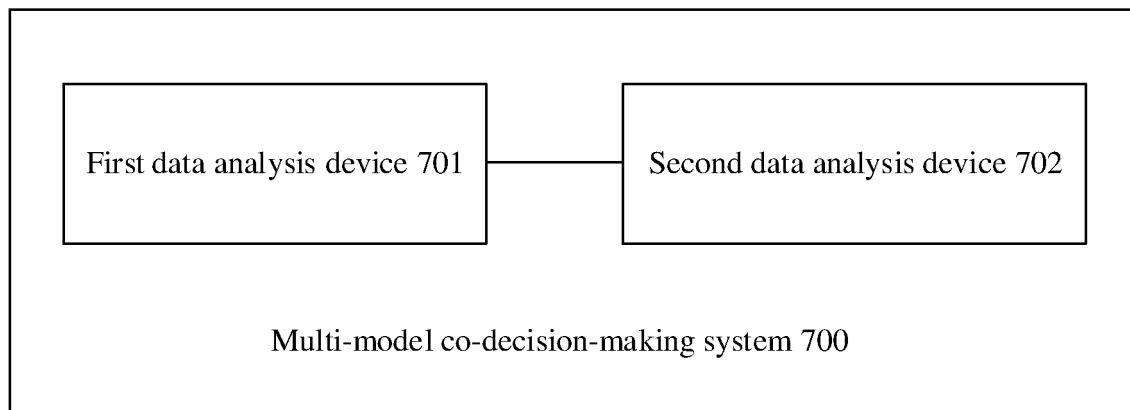 First data analysis device 701
Second data analysis device 702
Multi-model co-decision-making system 700